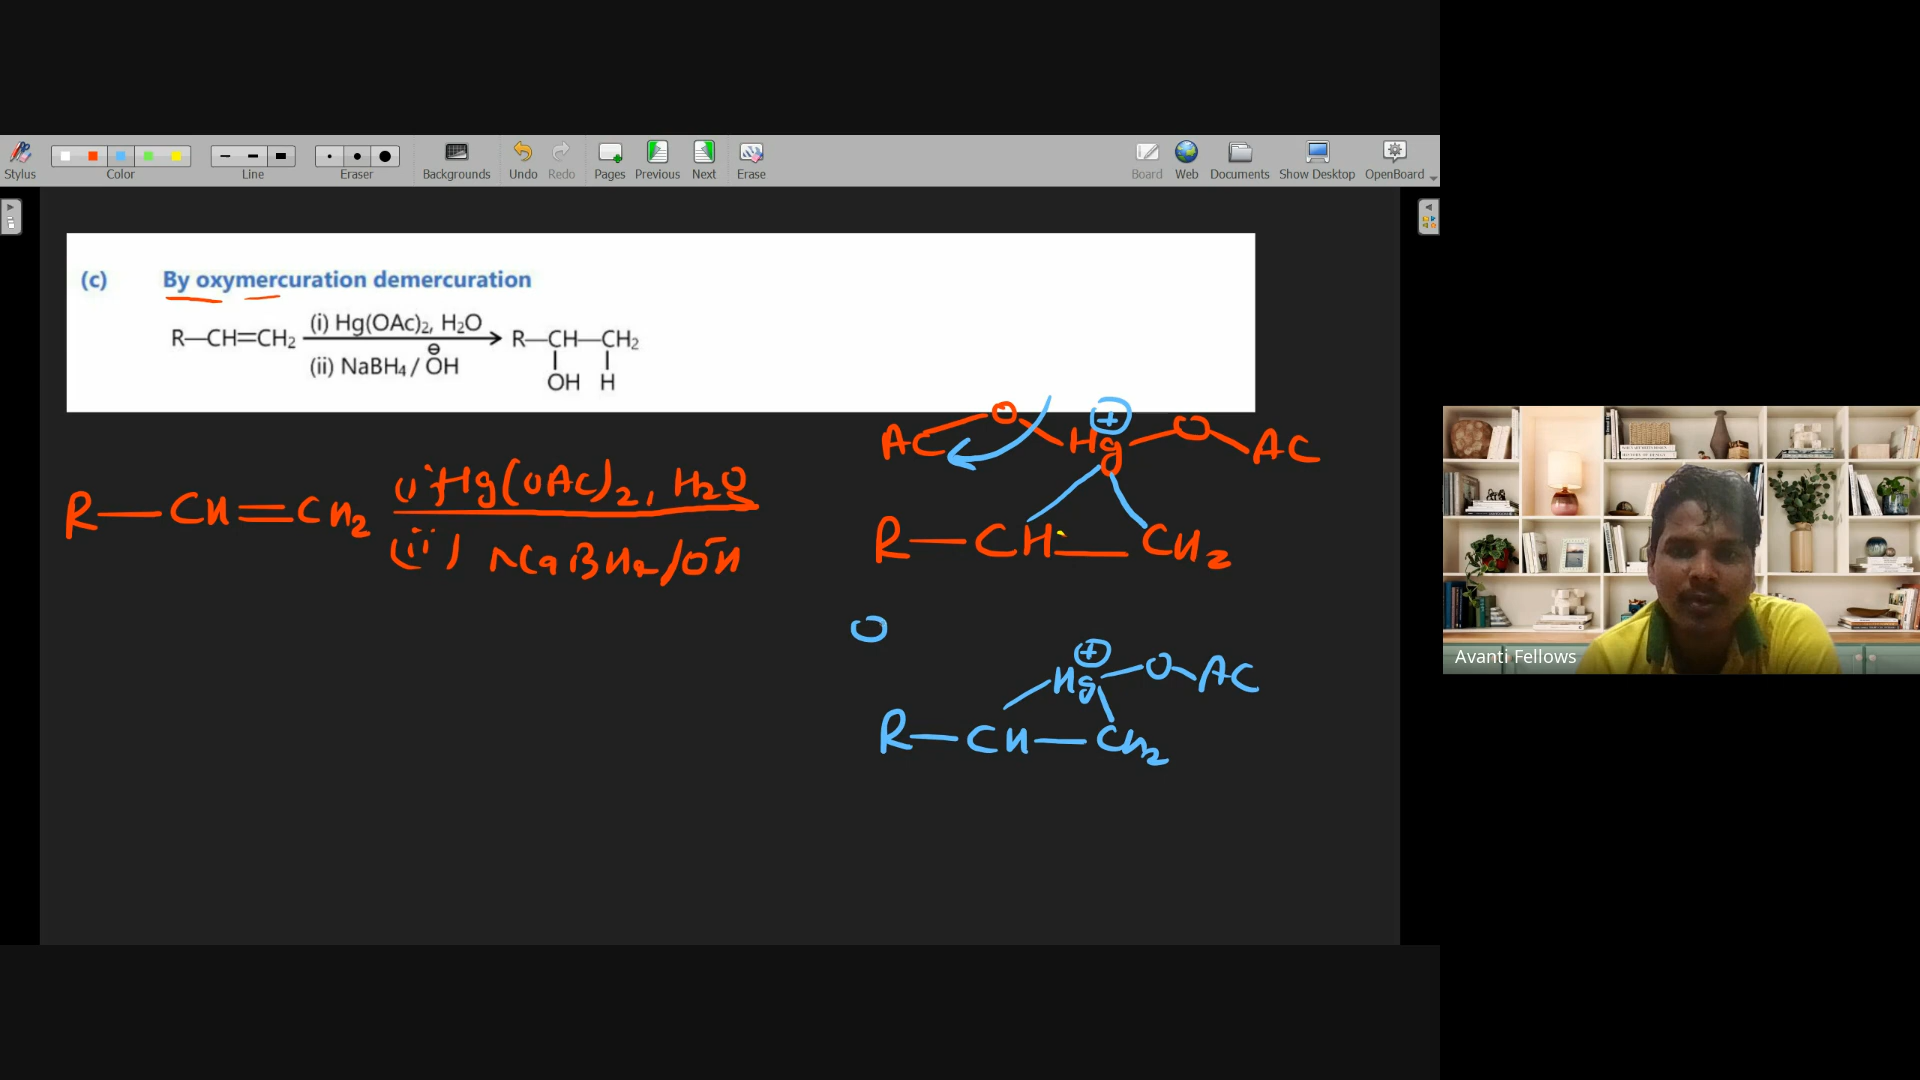 Stylus Color Line Eraser Backgrounds Undo Redo Pages Previous Next Erase Board Web Documents Show Desktop OpenBoard
(c) By oxymercuration demercuration
R—CH=CH₂ (i) Hg(OAc)₂, H₂O (ii) NaBH₄ / ⊖OH → R—CH—CH₂
OH H
AC O Hg ⊕ O AC
R—CH—CH₂
R—CH=CH₂ (i) Hg(OAc)₂, H₂O
(ii) NaBH₄/OH⁻
O
Hg ⊕ O AC
R—CH—CH₂
Avanti Fellows